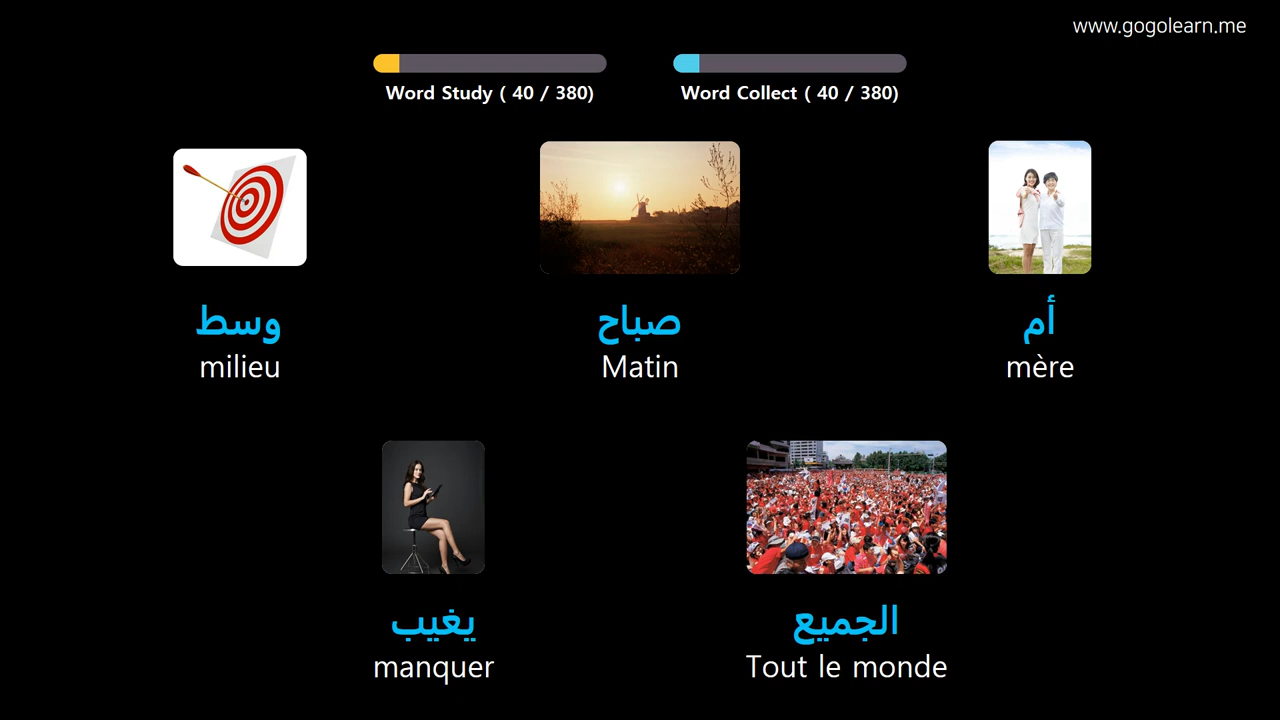 www.gogolearn.me
Word Study ( 40 / 380)
Word Collect ( 40 / 380)
وسط
milieu
صباح
Matin
أم
mère
يغيب
manquer
الجميع
Tout le monde